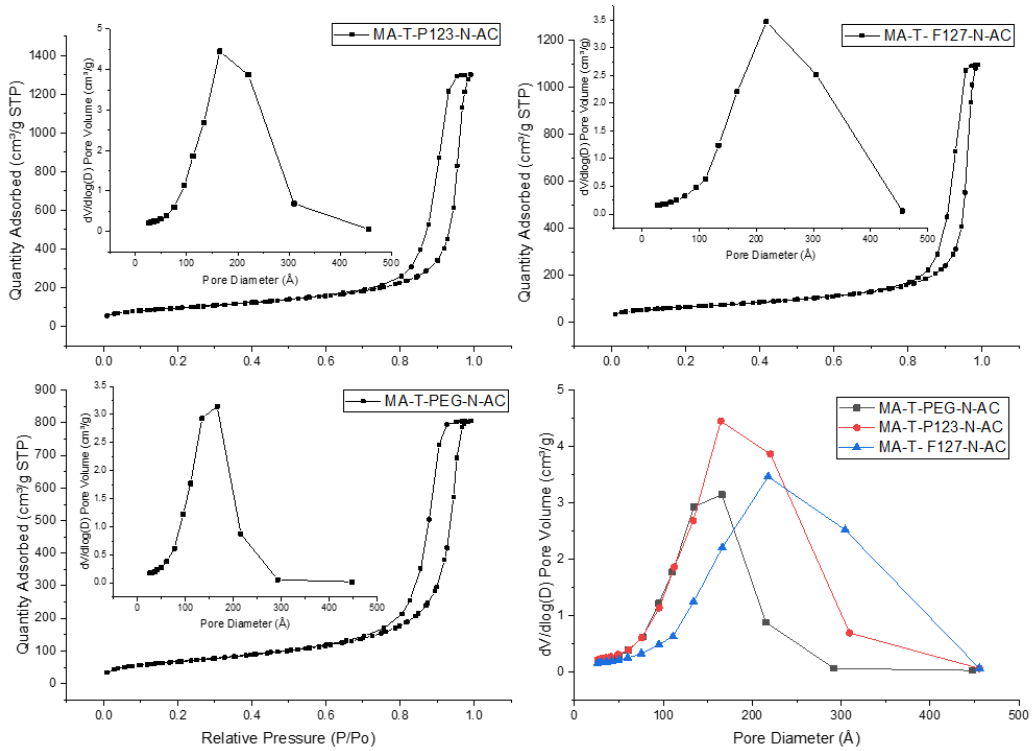 MA-T-P123-N-AC
Quantity Adsorbed (cm³/g STP)
1400
1200
1000
800
600
400
200
0
0.0 0.2 0.4 0.6 0.8 1.0
dV/dlog(D) Pore Volume (cm³/g)
5
4
3
2
1
0
0 100 200 300 400 500
Pore Diameter (Å)
MA-T- F127-N-AC
Quantity Adsorbed (cm³/g STP)
1200
1000
800
600
400
200
0
0.0 0.2 0.4 0.6 0.8 1.0
dV/dlog(D) Pore Volume (cm³/g)
3.5
3.0
2.5
2.0
1.5
1.0
0.5
0.0
0 100 200 300 400 500
Pore Diameter (Å)
MA-T-PEG-N-AC
Quantity Adsorbed (cm³/g STP)
900
800
700
600
500
400
300
200
100
0
0.0 0.2 0.4 0.6 0.8 1.0
Relative Pressure (P/Po)
dV/dlog(D) Pore Volume (cm³/g)
3.5
3.0
2.5
2.0
1.5
1.0
0.5
0.0
0 100 200 300 400 500
Pore Diameter (Å)
MA-T-PEG-N-AC
MA-T-P123-N-AC
MA-T- F127-N-AC
dV/dlog(D) Pore Volume (cm³/g)
5
4
3
2
1
0
0 100 200 300 400 500
Pore Diameter (Å)